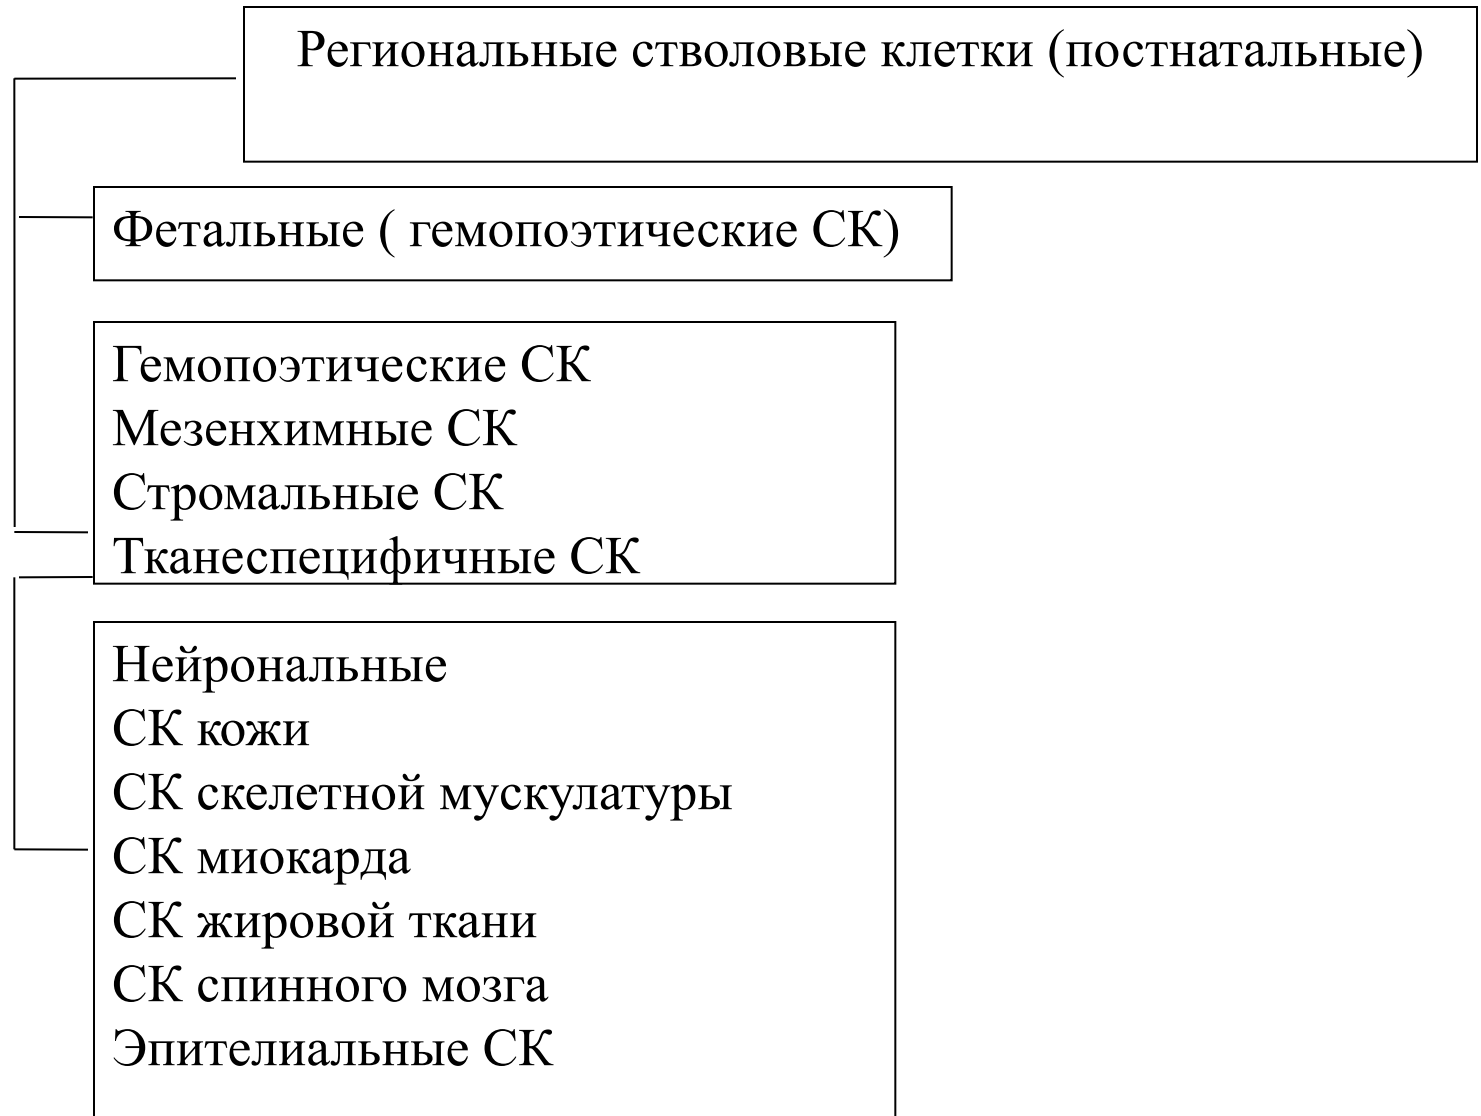 Региональные стволовые клетки (постнатальные)
Фетальные ( гемопоэтические СК)
Гемопоэтические СК
Мезенхимные СК
Стромальные СК
Тканеспецифичные СК
Нейрональные
СК кожи
СК скелетной мускулатуры
СК миокарда
СК жировой ткани
СК спинного мозга
Эпителиальные СК